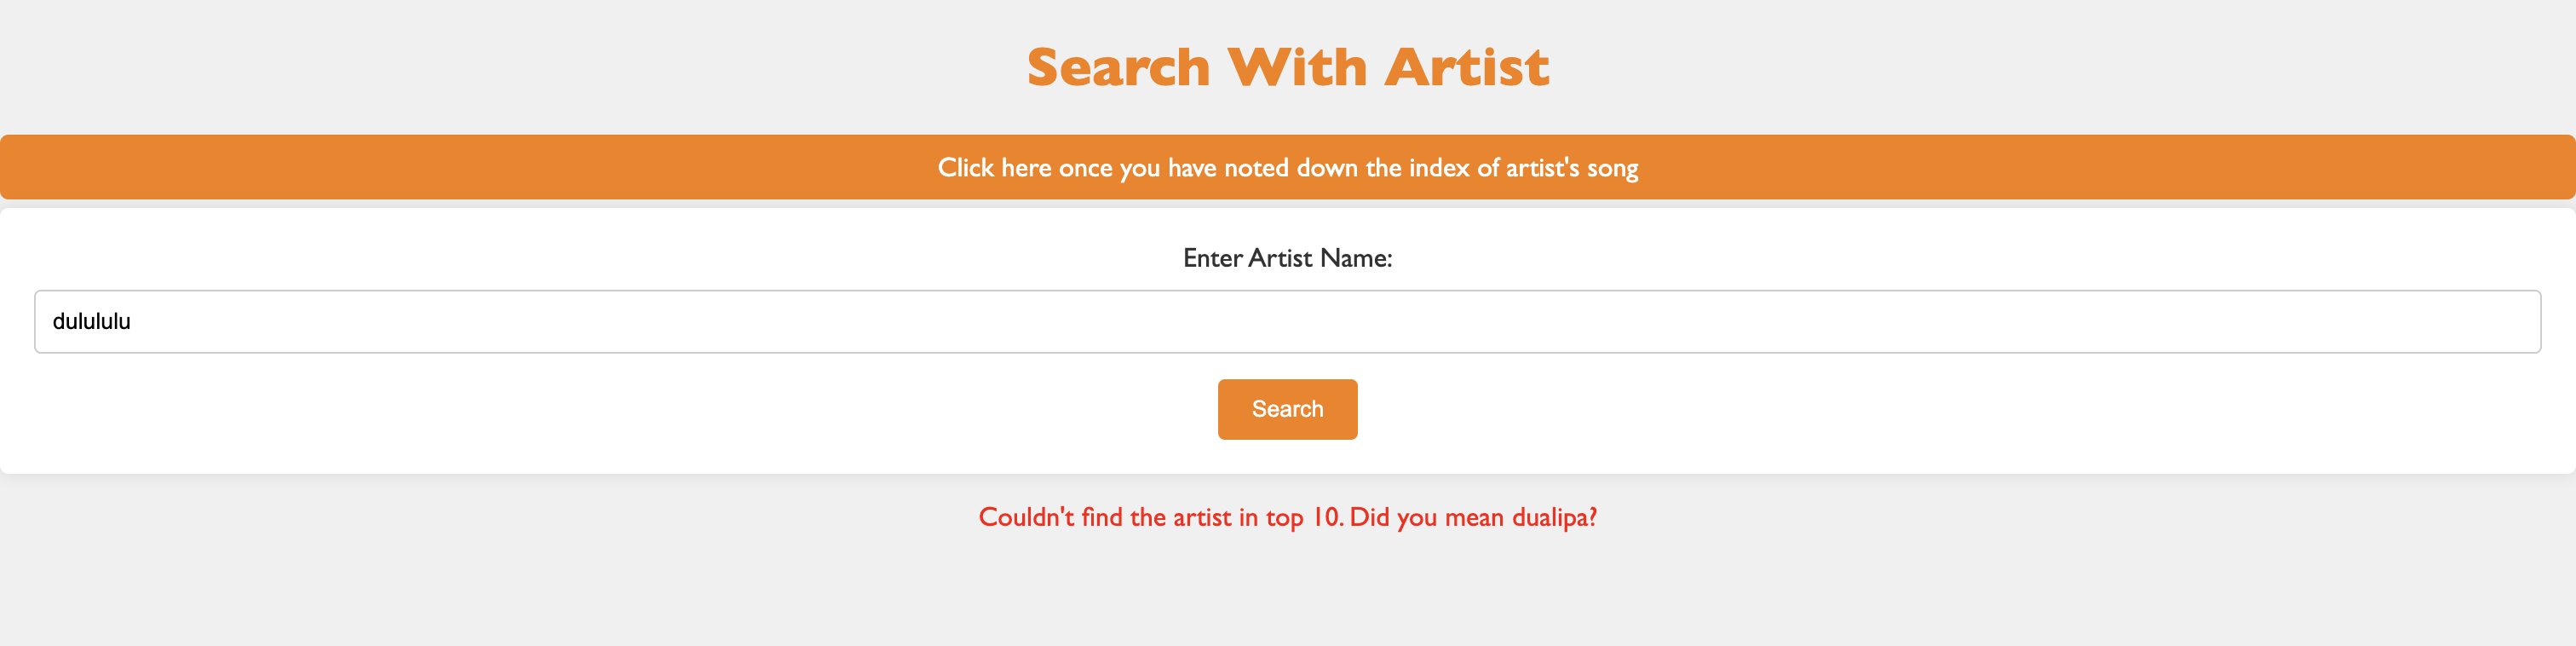 Search With Artist
Click here once you have noted down the index of artist's song
Enter Artist Name:
dulululu
Search
Couldn't find the artist in top 10. Did you mean dualipa?